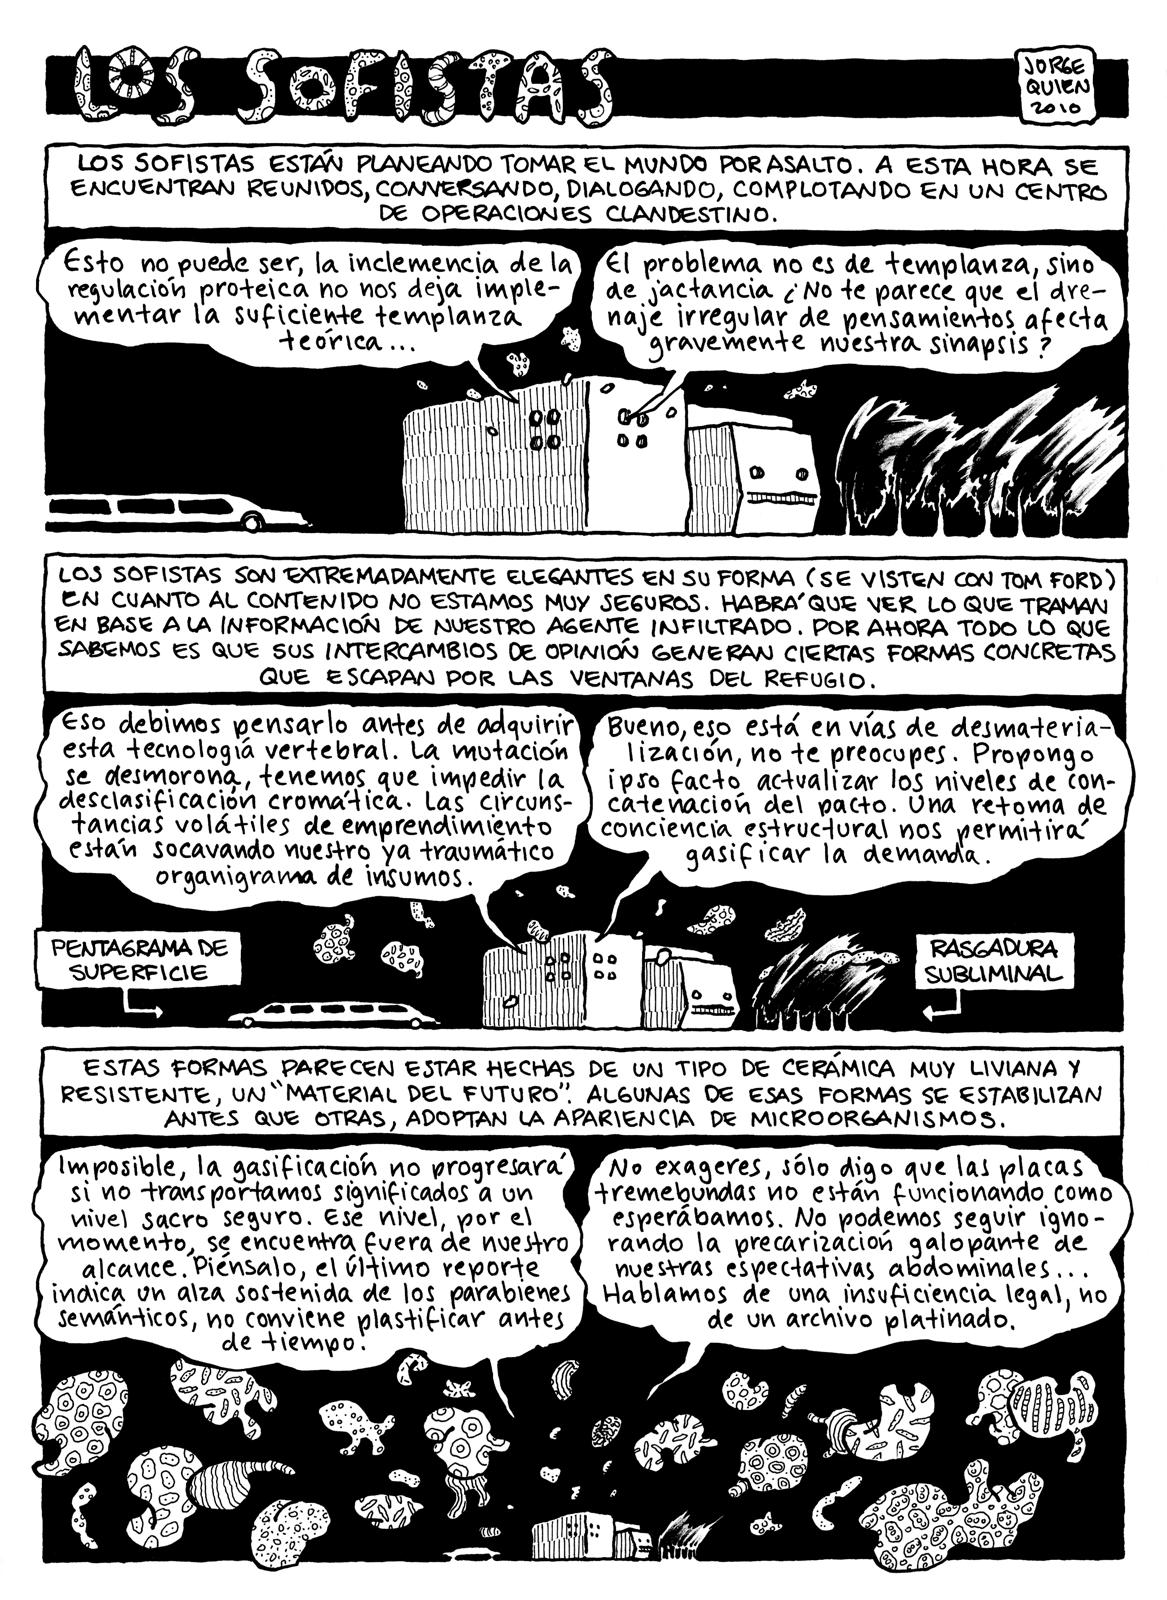 LOS SOFISTAS
JORGE
QUIEN
2010
LOS SOFISTAS ESTÁN PLANEANDO TOMAR EL MUNDO POR ASALTO. A ESTA HORA SE
ENCUENTRAN REUNIDOS, CONVERSANDO, DIALOGANDO, COMPLOTANDO EN UN CENTRO
DE OPERACIONES CLANDESTINO.
Esto no puede ser, la inclemencia de la
regulación proteica no nos deja imple-
mentar la suficiente templanza
teórica...
El problema no es de templanza, sino
de jactancia ¿No te parece que el dre-
naje irregular de pensamientos afecta
gravemente nuestra sinapsis?
LOS SOFISTAS SON EXTREMADAMENTE ELEGANTES EN SU FORMA (SE VISTEN CON TOM FORD)
EN CUANTO AL CONTENIDO NO ESTAMOS MUY SEGUROS. HABRÁ QUE VER LO QUE TRAMAN
EN BASE A LA INFORMACIÓN DE NUESTRO AGENTE INFILTRADO. POR AHORA TODO LO QUE
SABEMOS ES QUE SUS INTERCAMBIOS DE OPINIÓN GENERAN CIERTAS FORMAS CONCRETAS
QUE ESCAPAN POR LAS VENTANAS DEL REFUGIO.
Eso debimos pensarlo antes de adquirir
esta tecnología vertebral. La mutación
se desmorona, tenemos que impedir la
desclasificación cromática. Las circuns-
tancias volátiles de emprendimiento
están socavando nuestro ya traumático
organigrama de insumos.
Bueno, eso está en vías de desmateria-
lización, no te preocupes. Propongo
ipso facto actualizar los niveles de con-
catenación del pacto. Una retoma de
conciencia estructural nos permitirá
gasificar la demanda.
PENTAGRAMA DE
SUPERFICIE
RASGADURA
SUBLIMINAL
ESTAS FORMAS PARECEN ESTAR HECHAS DE UN TIPO DE CERÁMICA MUY LIVIANA Y
RESISTENTE, UN "MATERIAL DEL FUTURO". ALGUNAS DE ESAS FORMAS SE ESTABILIZAN
ANTES QUE OTRAS, ADOPTAN LA APARIENCIA DE MICROORGANISMOS.
Imposible, la gasificación no progresará
si no transportamos significados a un
nivel sacro seguro. Ese nivel, por el
momento, se encuentra fuera de nuestro
alcance. Piénsalo, el último reporte
indica un alza sostenida de los parabienes
semánticos, no conviene plastificar antes
de tiempo.
No exageres, sólo digo que las placas
tremebundas no están funcionando como
esperábamos. No podemos seguir igno-
rando la precarización galopante de
nuestras espectativas abdominales...
Hablamos de una insuficiencia legal, no
de un archivo platinado.